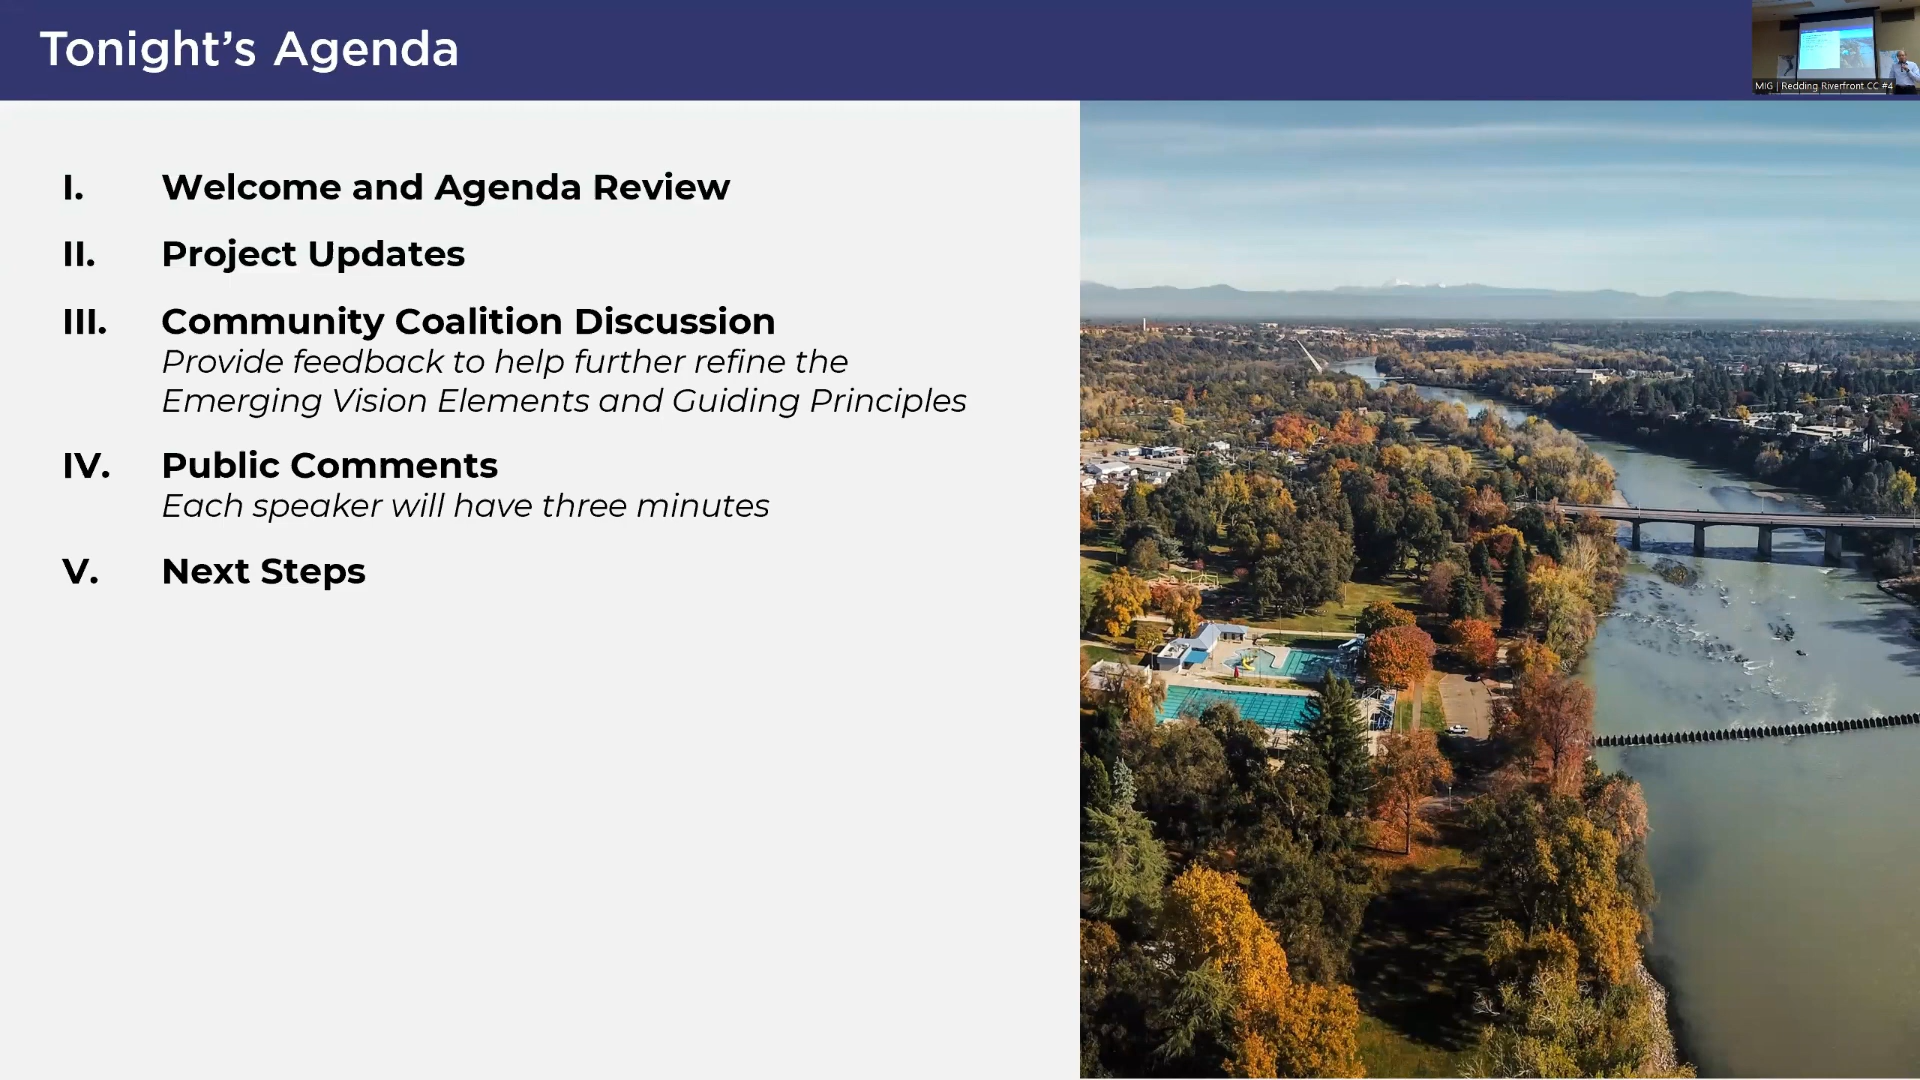 Tonight's Agenda
MIG | Redding Riverfront CC #4
I. Welcome and Agenda Review
II. Project Updates
III. Community Coalition Discussion
Provide feedback to help further refine the
Emerging Vision Elements and Guiding Principles
IV. Public Comments
Each speaker will have three minutes
V. Next Steps